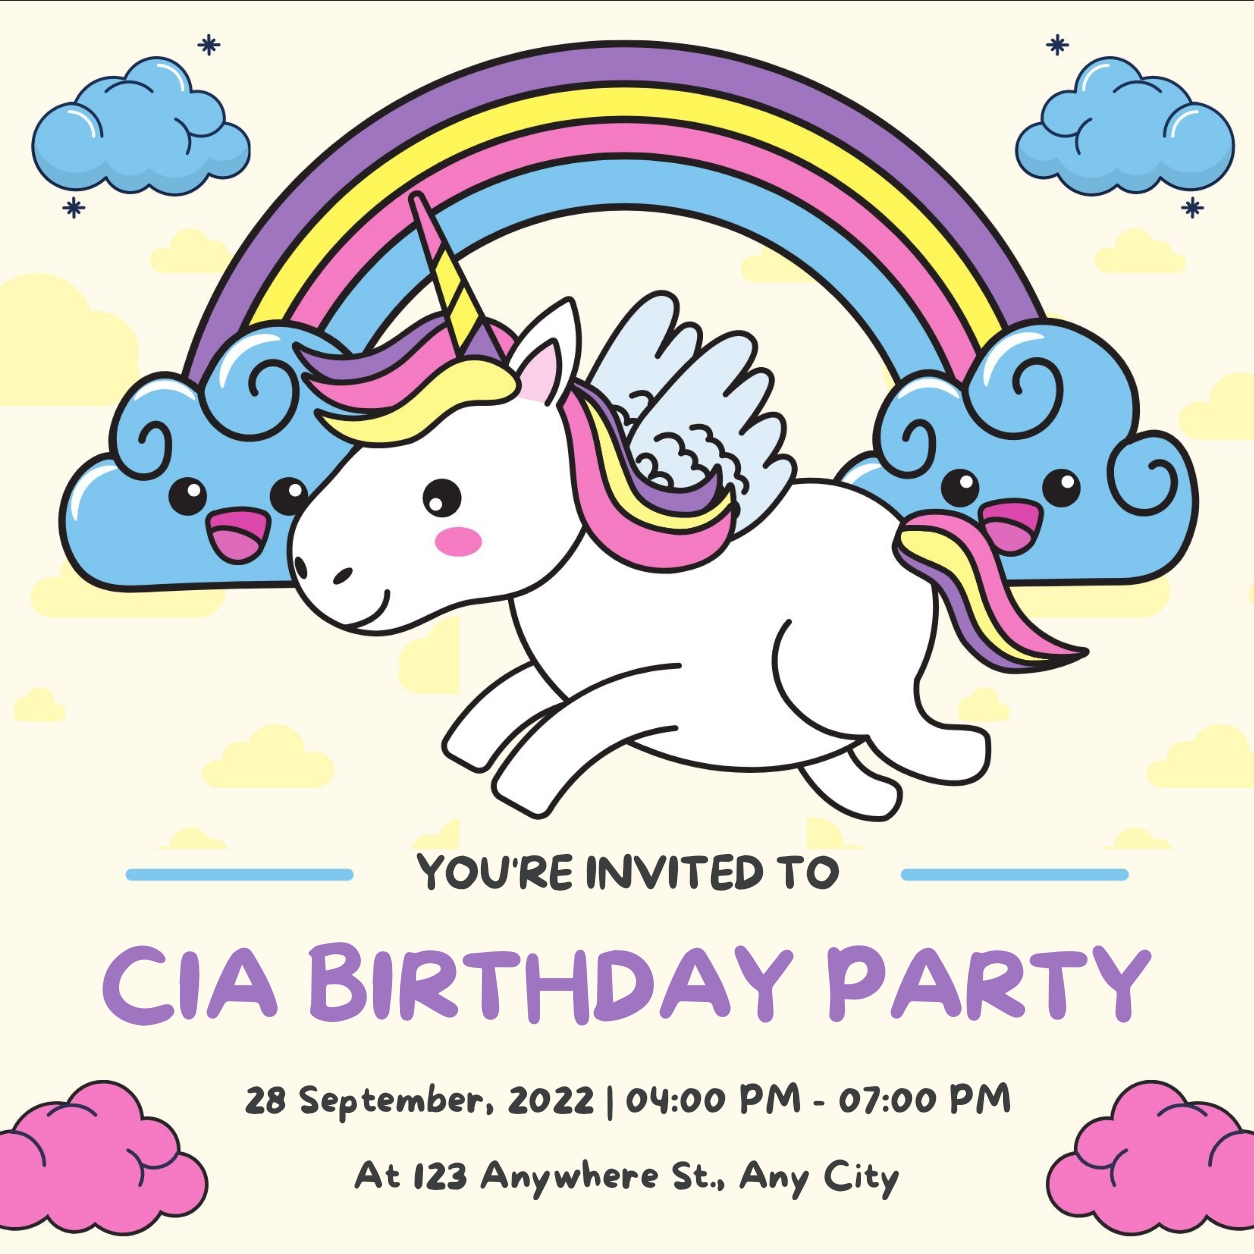 YOU'RE INVITED TO
CIA BIRTHDAY PARTY
28 September, 2022 | 04:00 PM - 07:00 PM
At 123 Anywhere St., Any City